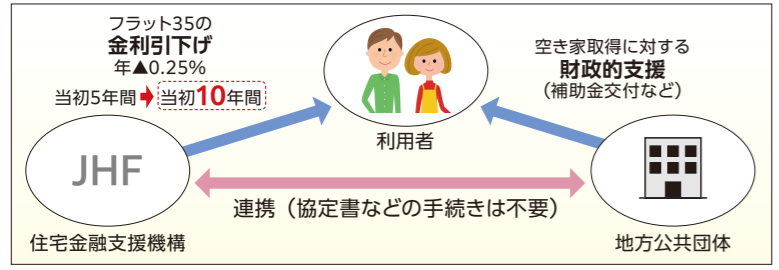 フラット35の
金利引下げ
年▲0.25%
当初5年間 当初10年間
空き家取得に対する
財政的支援
（補助金交付など）
利用者
JHF
連携（協定書などの手続きは不要）
住宅金融支援機構
地方公共団体